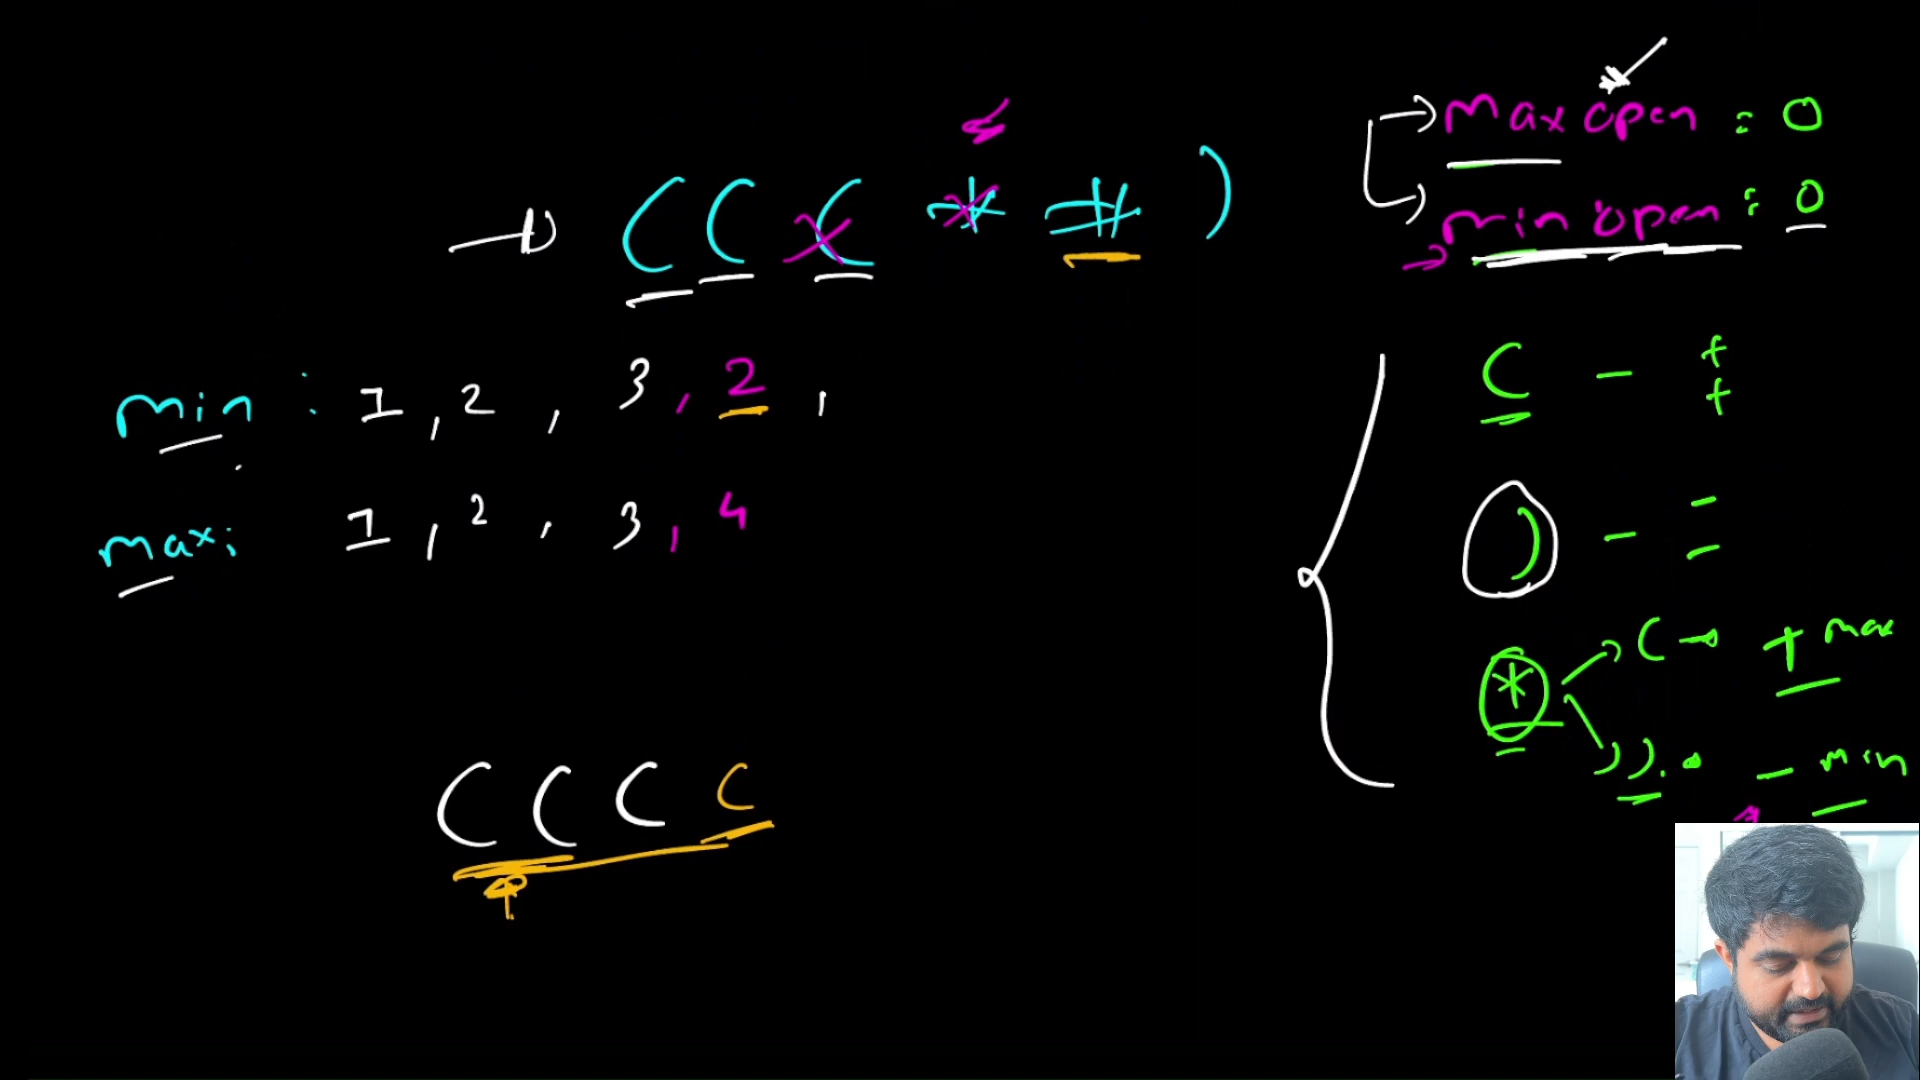 max open : 0
( ( ( * * )
min open : 0
( - + +
min : 1 , 2 , 3 , 2 ,
max : 1 , 2 , 3 , 4
) - - -
* ( → + max
) ) . - min
( ( ( (